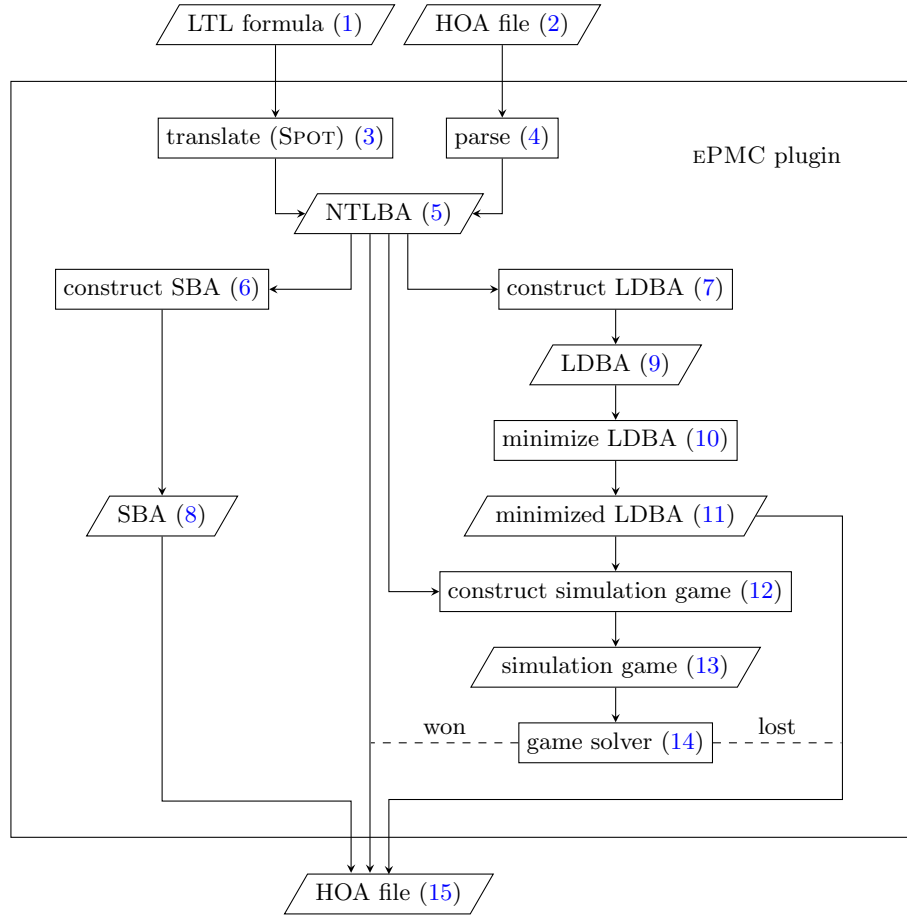 LTL formula (1)
HOA file (2)
translate (SPOT) (3)
parse (4)
EPMC plugin
NTLBA (5)
construct SBA (6)
construct LDBA (7)
LDBA (9)
minimize LDBA (10)
SBA (8)
minimized LDBA (11)
construct simulation game (12)
simulation game (13)
won
lost
game solver (14)
HOA file (15)